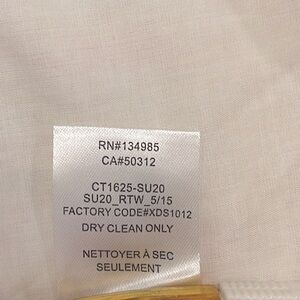 RN#134985
CA#50312
CT1625-SU20
SU20_RTW_5/15
FACTORY CODE#XDS1012
DRY CLEAN ONLY
NETTOYER À SEC
SEULEMENT